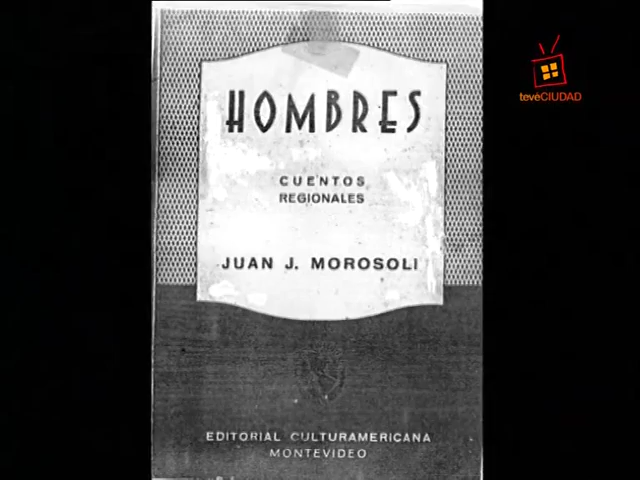 HOMBRES
CUENTOS
REGIONALES
JUAN J. MOROSOLI
EDITORIAL CULTURAMERICANA
MONTEVIDEO
tevéCIUDAD